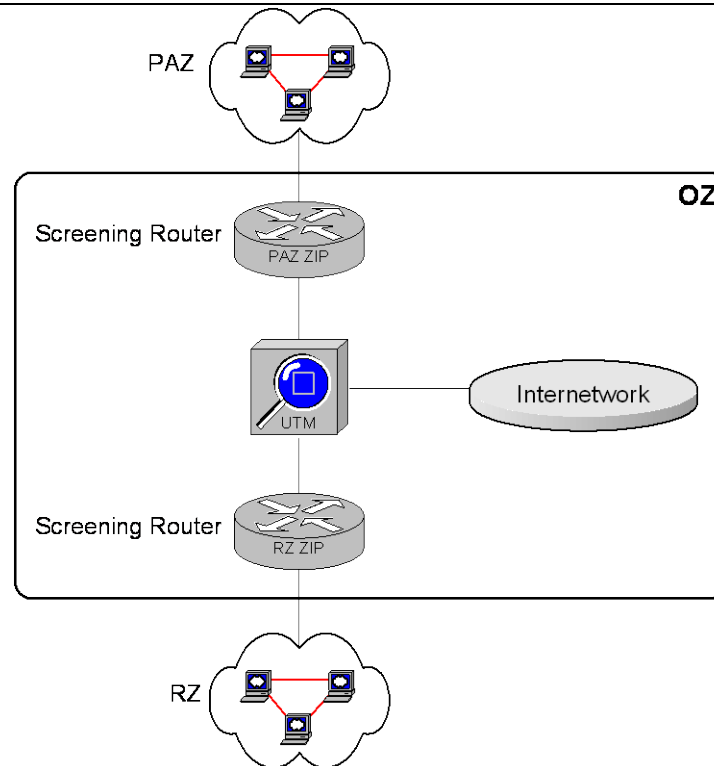 PAZ
OZ
Screening Router
PAZ ZIP
UTM
Internetwork
Screening Router
RZ ZIP
RZ